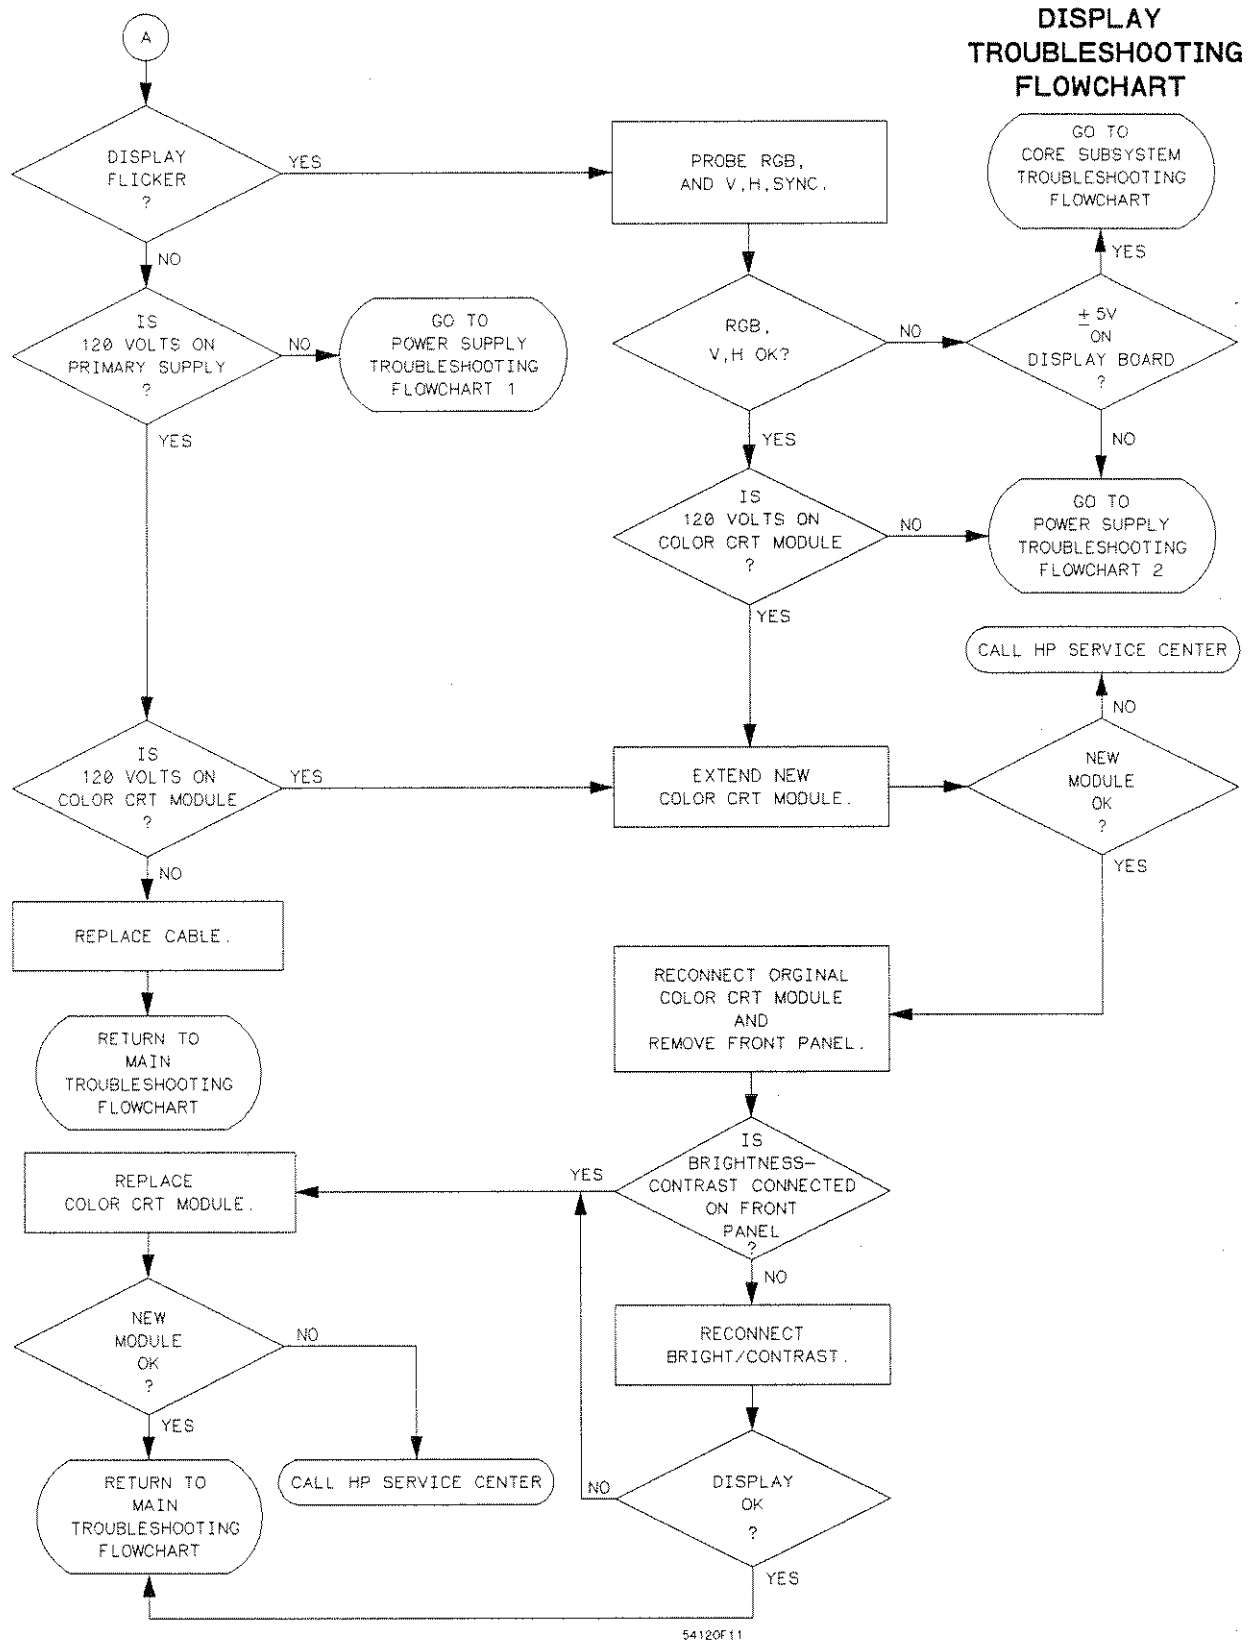 DISPLAY
TROUBLESHOOTING
FLOWCHART
A
DISPLAY
FLICKER
?
YES
PROBE RGB,
AND V,H,SYNC.
GO TO
CORE SUBSYSTEM
TROUBLESHOOTING
FLOWCHART
NO
YES
IS
120 VOLTS ON
PRIMARY SUPPLY
?
NO
GO TO
POWER SUPPLY
TROUBLESHOOTING
FLOWCHART 1
RGB,
V,H OK?
NO
± 5V
ON
DISPLAY BOARD
?
YES
YES
NO
IS
120 VOLTS ON
COLOR CRT MODULE
?
NO
GO TO
POWER SUPPLY
TROUBLESHOOTING
FLOWCHART 2
YES
CALL HP SERVICE CENTER
NO
IS
120 VOLTS ON
COLOR CRT MODULE
?
YES
EXTEND NEW
COLOR CRT MODULE.
NEW
MODULE
OK
?
NO
YES
REPLACE CABLE.
RECONNECT ORGINAL
COLOR CRT MODULE
AND
REMOVE FRONT PANEL.
RETURN TO
MAIN
TROUBLESHOOTING
FLOWCHART
IS
BRIGHTNESS-
CONTRAST CONNECTED
ON FRONT
PANEL
?
YES
REPLACE
COLOR CRT MODULE.
NO
NEW
MODULE
OK
?
NO
RECONNECT
BRIGHT/CONTRAST.
YES
RETURN TO
MAIN
TROUBLESHOOTING
FLOWCHART
CALL HP SERVICE CENTER
NO
DISPLAY
OK
?
YES
54120F11